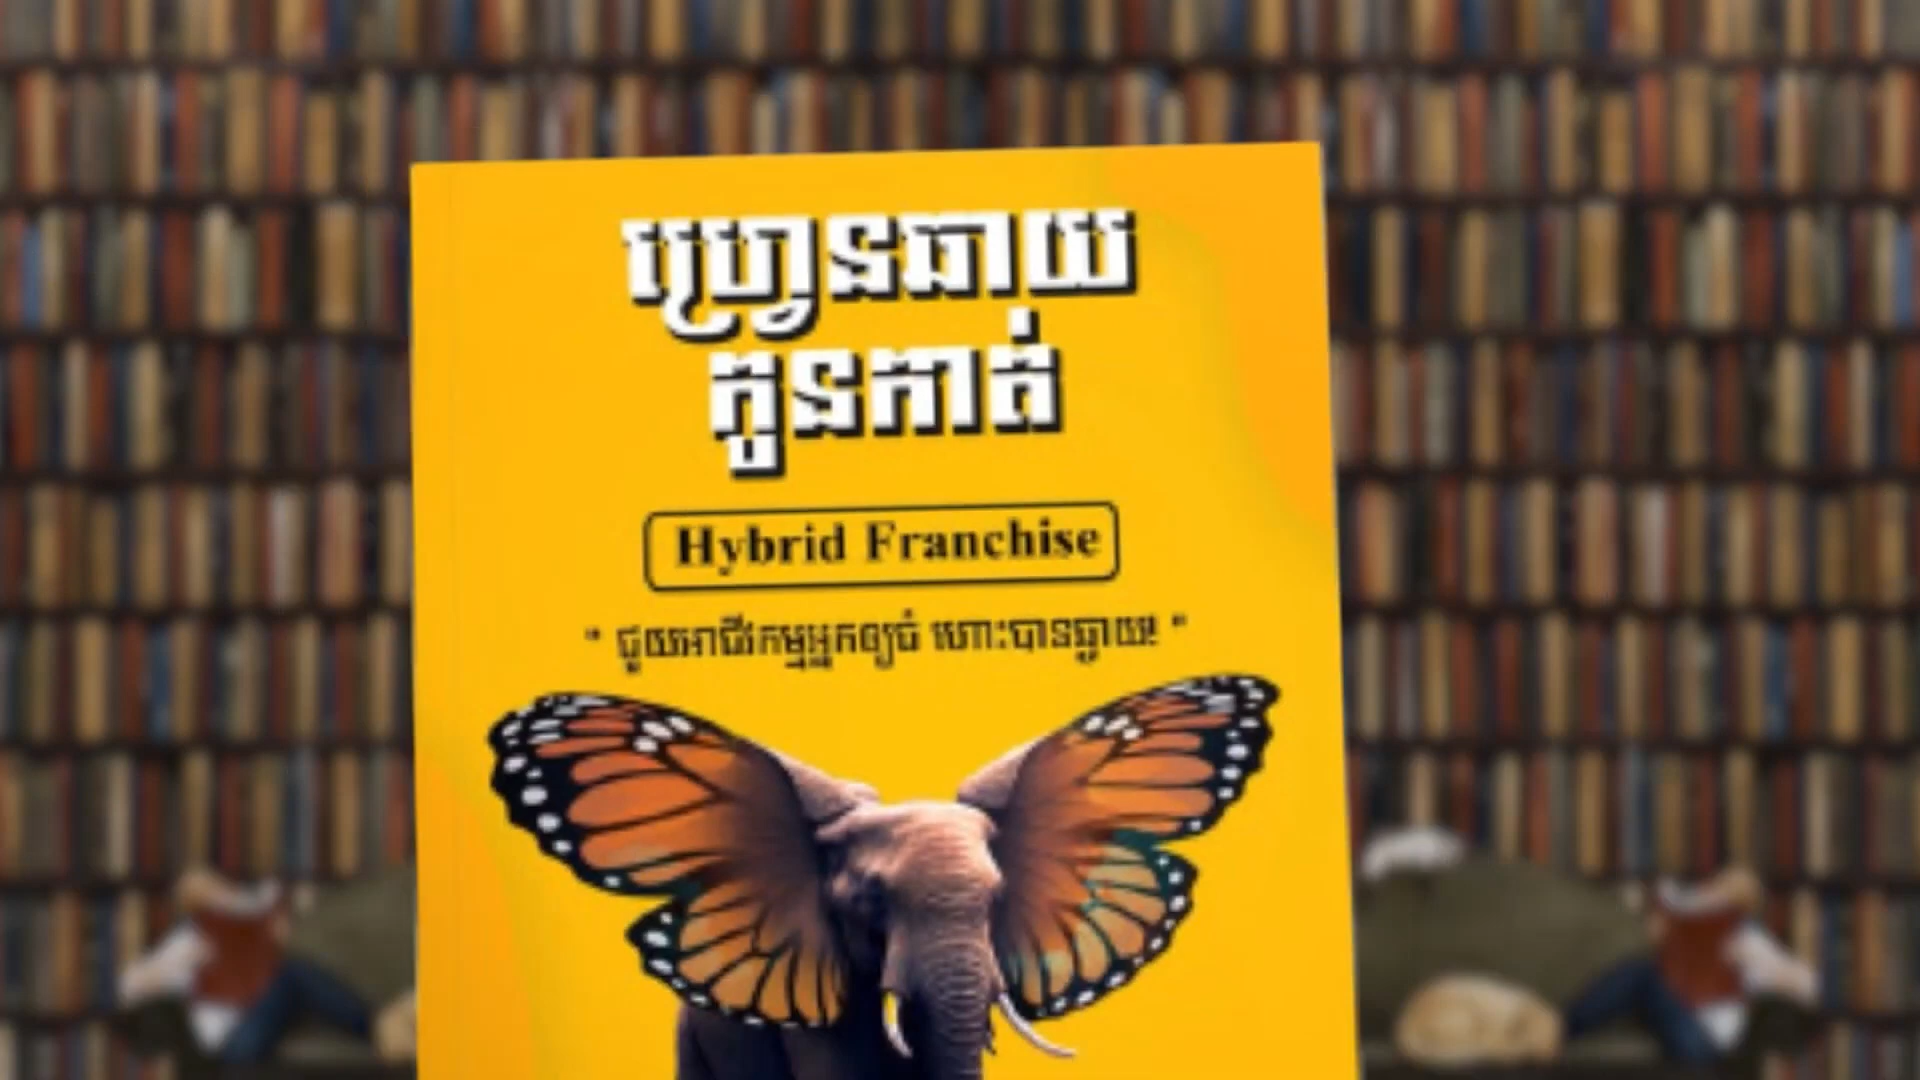 ហ្វ្រេនឆាយ
កូនកាត់
Hybrid Franchise
" ជួយអាជីវកម្មអ្នកឲ្យធំ ហោះបានឆ្ងាយ! "